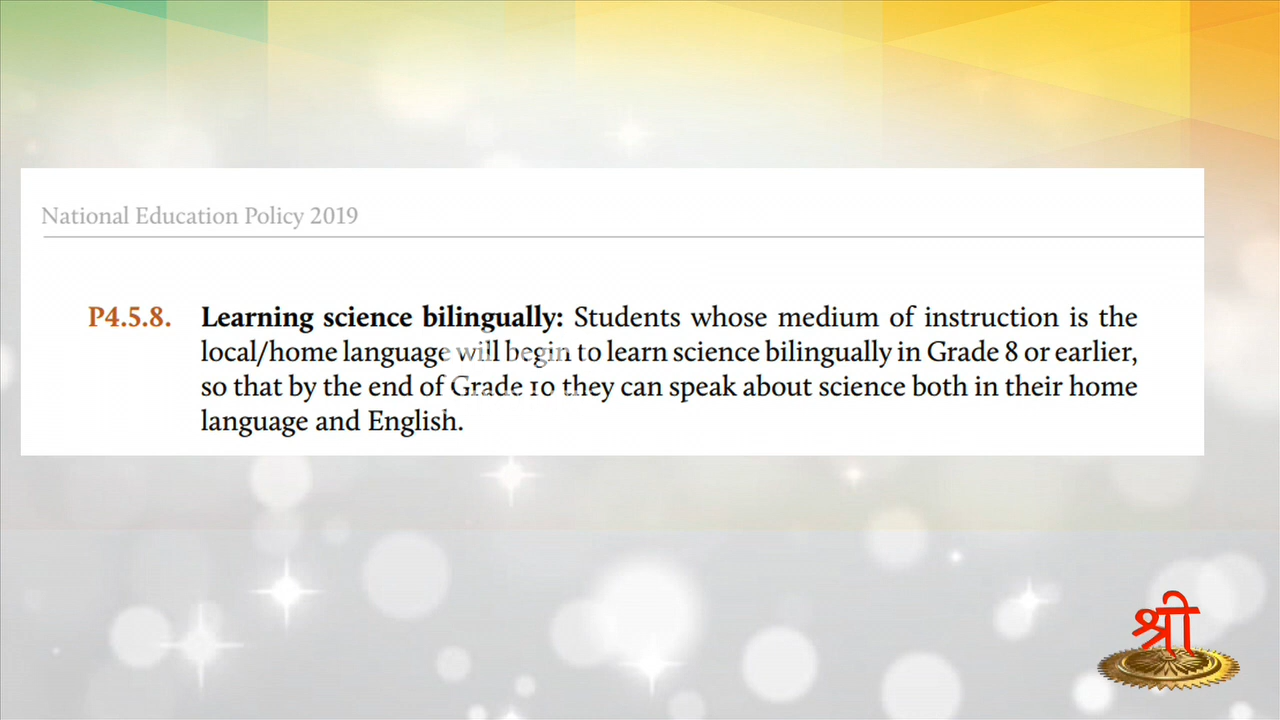 National Education Policy 2019
P4.5.8. Learning science bilingually: Students whose medium of instruction is the
local/home language will begin to learn science bilingually in Grade 8 or earlier,
so that by the end of Grade 10 they can speak about science both in their home
language and English.
श्री